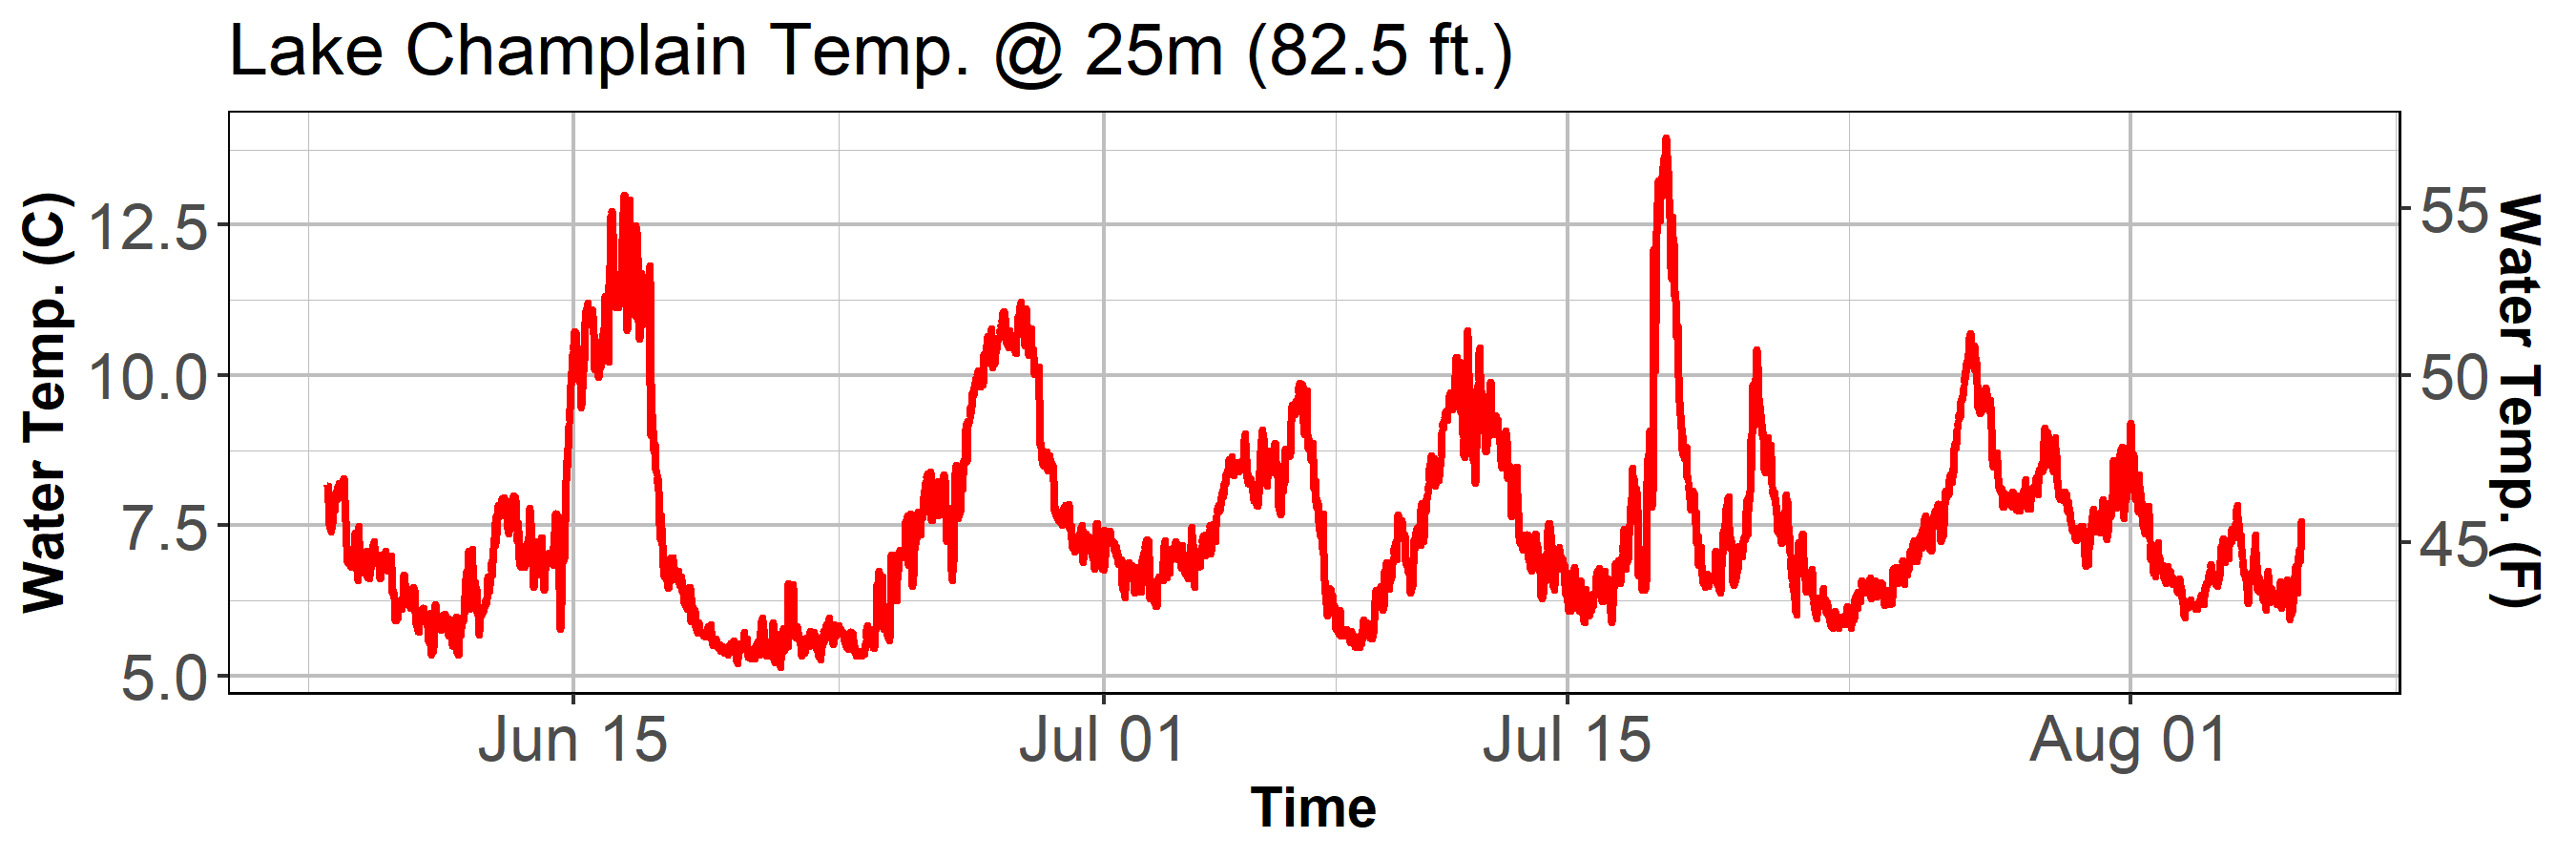 Lake Champlain Temp. @ 25m (82.5 ft.)
Water Temp. (C)
12.5
10.0
7.5
5.0
55
50
45
Water Temp. (F)
Jun 15
Jul 01
Jul 15
Aug 01
Time